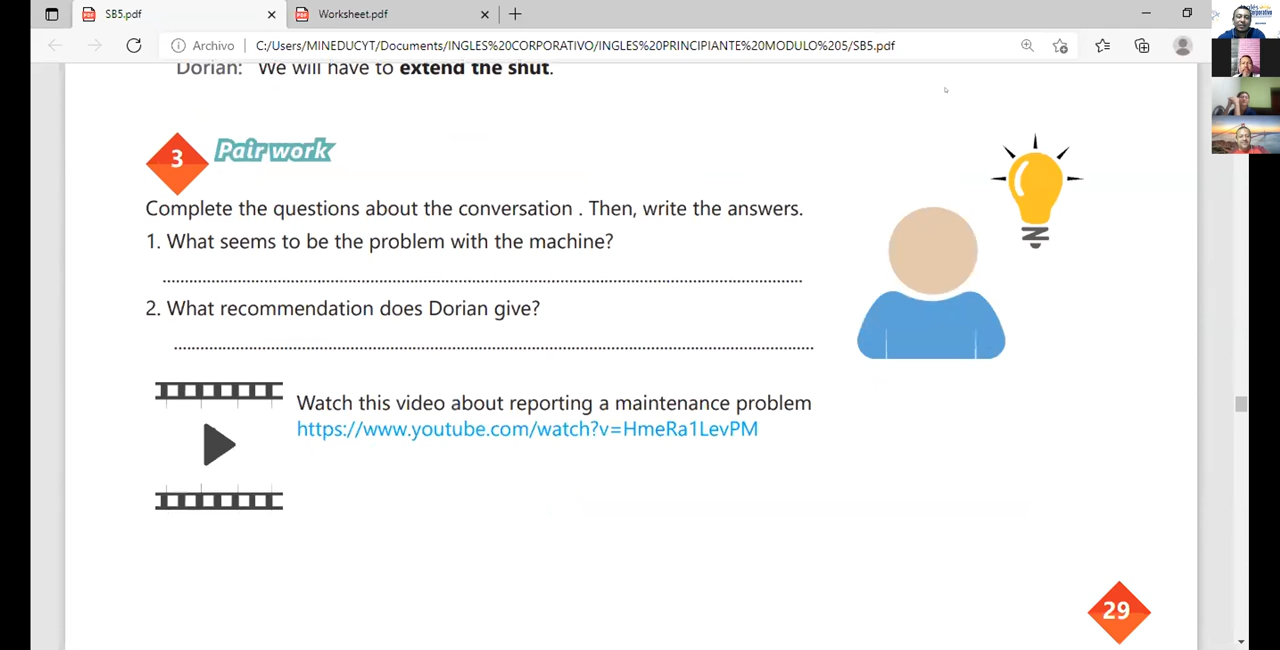 SB5.pdf
Worksheet.pdf
Archivo
C:/Users/MINEDUCYT/Documents/INGLES%20CORPORATIVO/INGLES%20PRINCIPIANTE%20MODULO%205/SB5.pdf
Dorian: We will have to extend the shut.
3
Pair work
Complete the questions about the conversation . Then, write the answers.
1. What seems to be the problem with the machine?
2. What recommendation does Dorian give?
Watch this video about reporting a maintenance problem
https://www.youtube.com/watch?v=HmeRa1LevPM
29